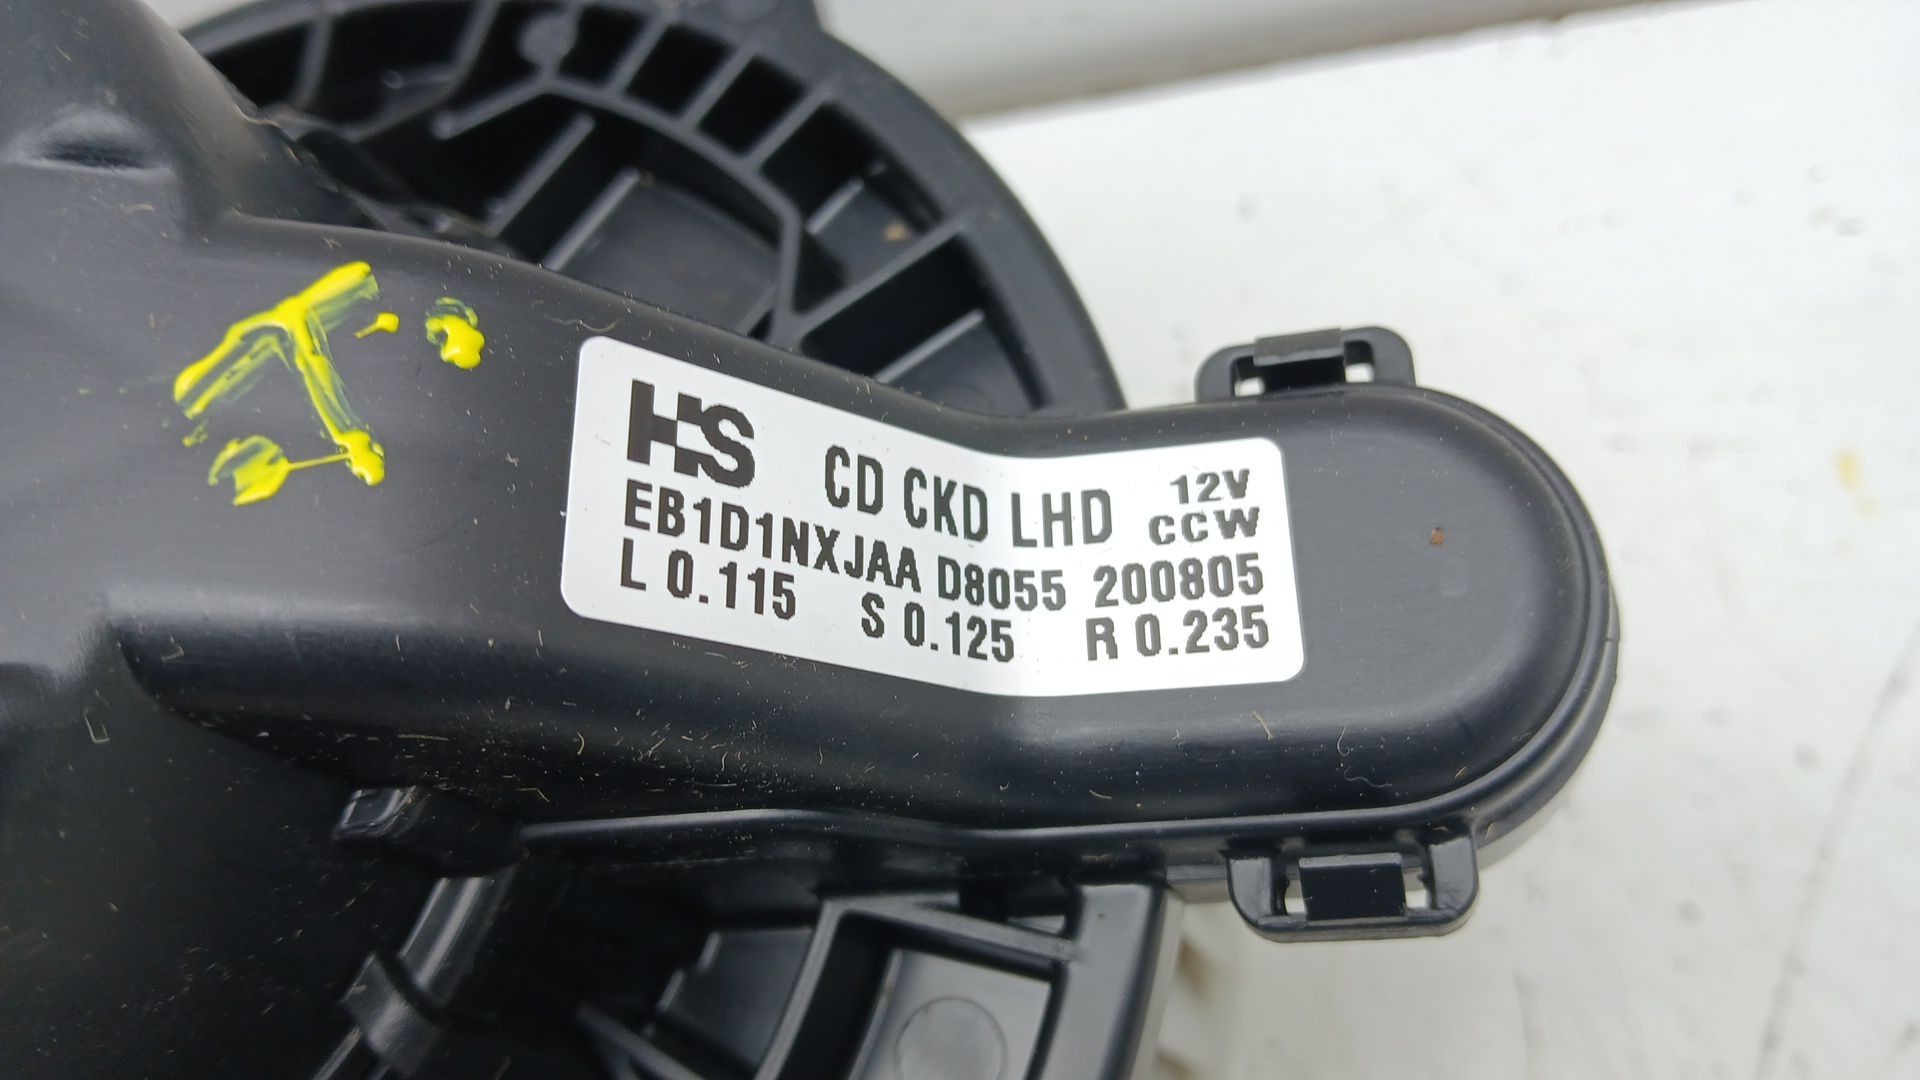 HS CD CKD LHD 12V
CCW
EB1D1NXJAA D8055 200805
L 0.115 S 0.125 R 0.235